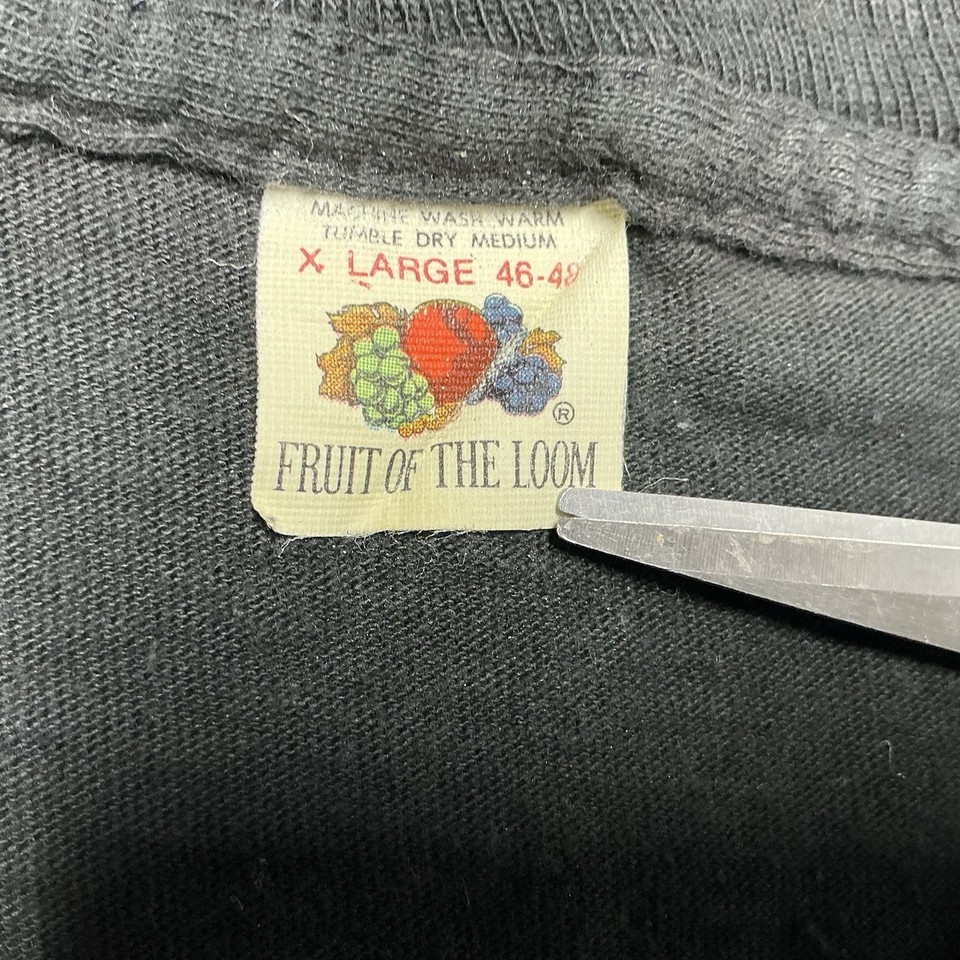 MACHINE WASH WARM
TUMBLE DRY MEDIUM
X LARGE 46-48
®
FRUIT OF THE LOOM